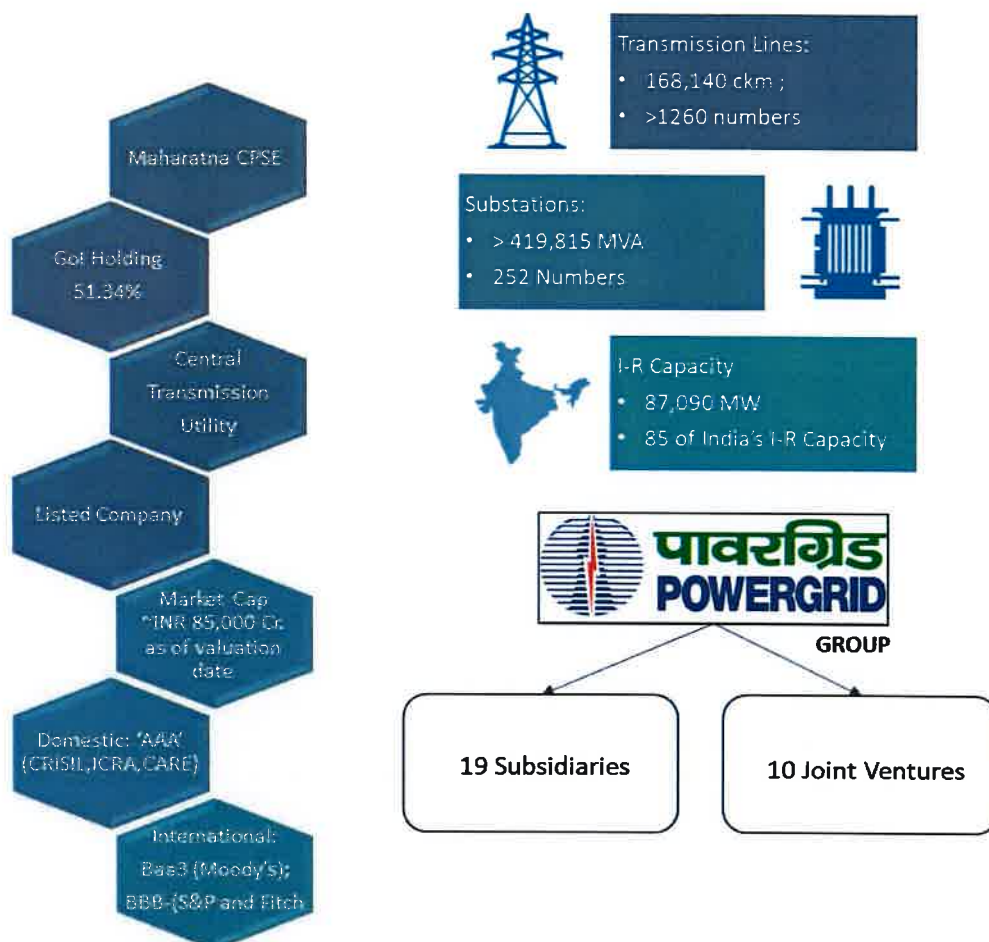 Maharatna CPSE
GoI Holding
51.34%
Central
Transmission
Utility
Listed Company
Market Cap
~INR 85,000 Cr.
as of valuation
date
Domestic: 'AAA'
(CRISIL,ICRA,CARE)
International:
Baa3 (Moody's);
BBB-(S&P and Fitch
Transmission Lines:
• 168,140 ckm ;
• >1260 numbers
Substations:
• > 419,815 MVA
• 252 Numbers
I-R Capacity
• 87,090 MW
• 85 of India's I-R Capacity
पावरग्रिड
POWERGRID
GROUP
19 Subsidiaries
10 Joint Ventures